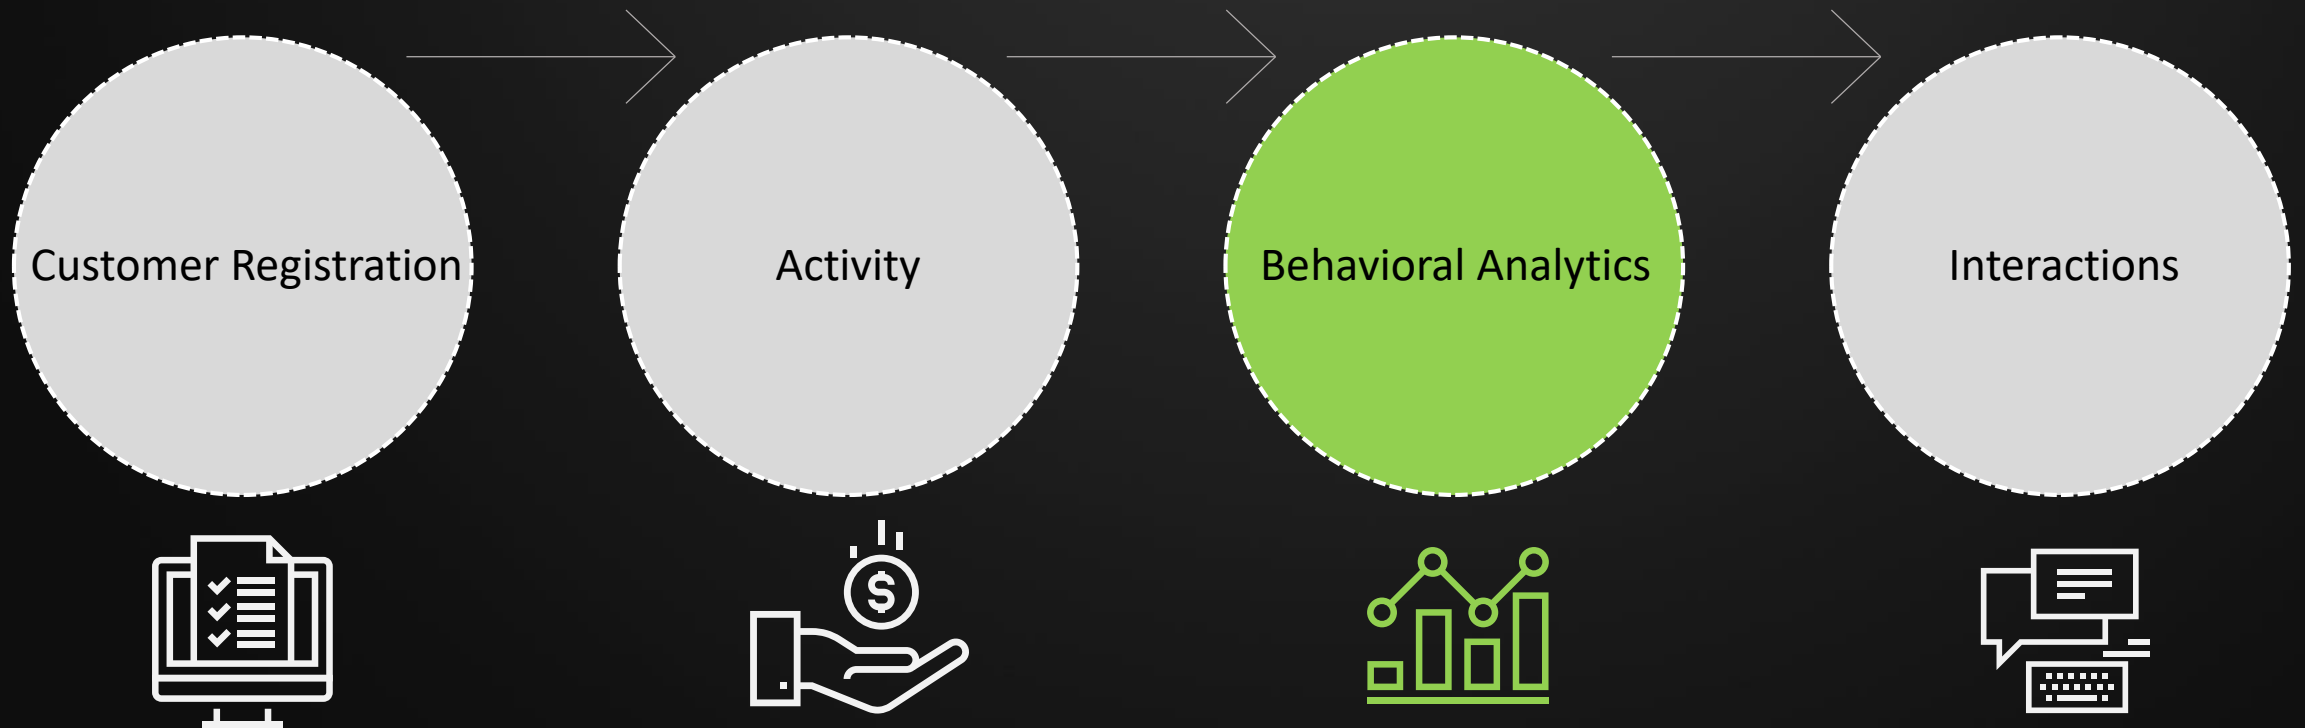 Customer Registration
Activity
Behavioral Analytics
Interactions
$